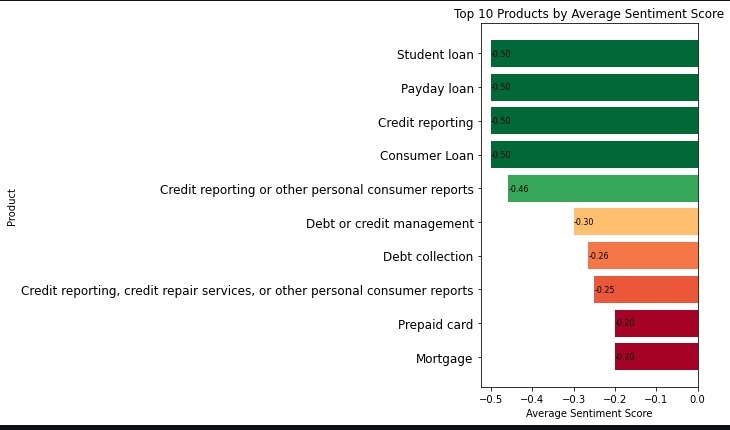 Top 10 Products by Average Sentiment Score
Product
Student loan
-0.50
Payday loan
-0.50
Credit reporting
-0.50
Consumer Loan
-0.50
Credit reporting or other personal consumer reports
-0.46
Debt or credit management
-0.30
Debt collection
-0.26
Credit reporting, credit repair services, or other personal consumer reports
-0.25
Prepaid card
-0.20
Mortgage
-0.20
−0.5 −0.4 −0.3 −0.2 −0.1 0.0
Average Sentiment Score